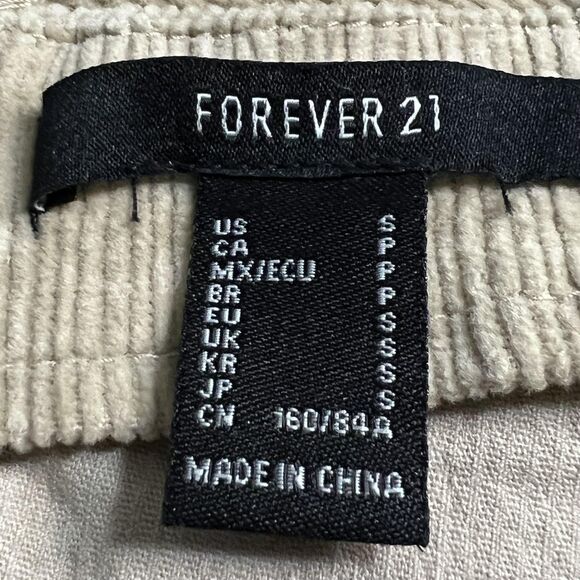 FOREVER 21
US S
CA P
MX/ECU P
BR P
EU S
UK S
KR S
JP S
CN 160/84A
MADE IN CHINA